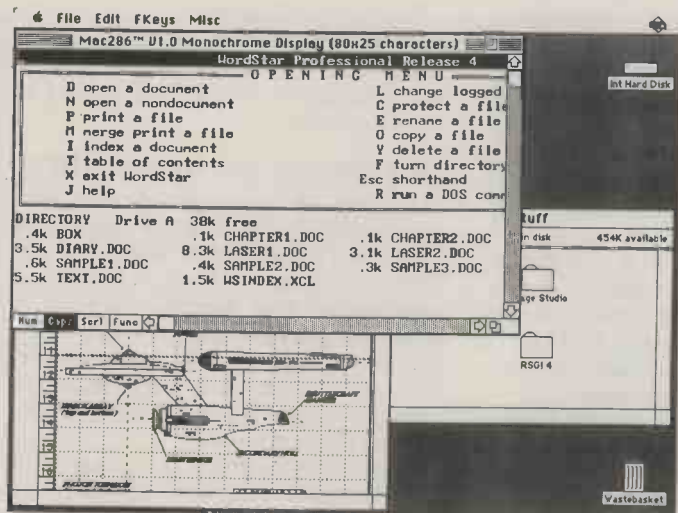 File Edit FKeys Misc
Mac286™ V1.0 Monochrome Display (80x25 characters)
WordStar Professional Release 4
OPENING MENU
D open a document
L change logged
N open a nondocument
C protect a file
P print a file
E rename a file
M merge print a file
O copy a file
I index a document
Y delete a file
T table of contents
F turn directory
X exit WordStar
Esc shorthand
J help
R run a DOS com
DIRECTORY Drive A 38k free
.4k BOX .1k CHAPTER1.DOC .1k CHAPTER2.DOC
3.5k DIARY.DOC 8.3k LASER1.DOC 3.1k LASER2.DOC
.6k SAMPLE1.DOC .4k SAMPLE2.DOC .3k SAMPLE3.DOC
5.5k TEXT.DOC 1.5k WSINDEX.XCL
Num Caps Scrl Func
Int Hard Disk
tuff
in disk 454K available
age Studio
RSG! 4
Wastebasket